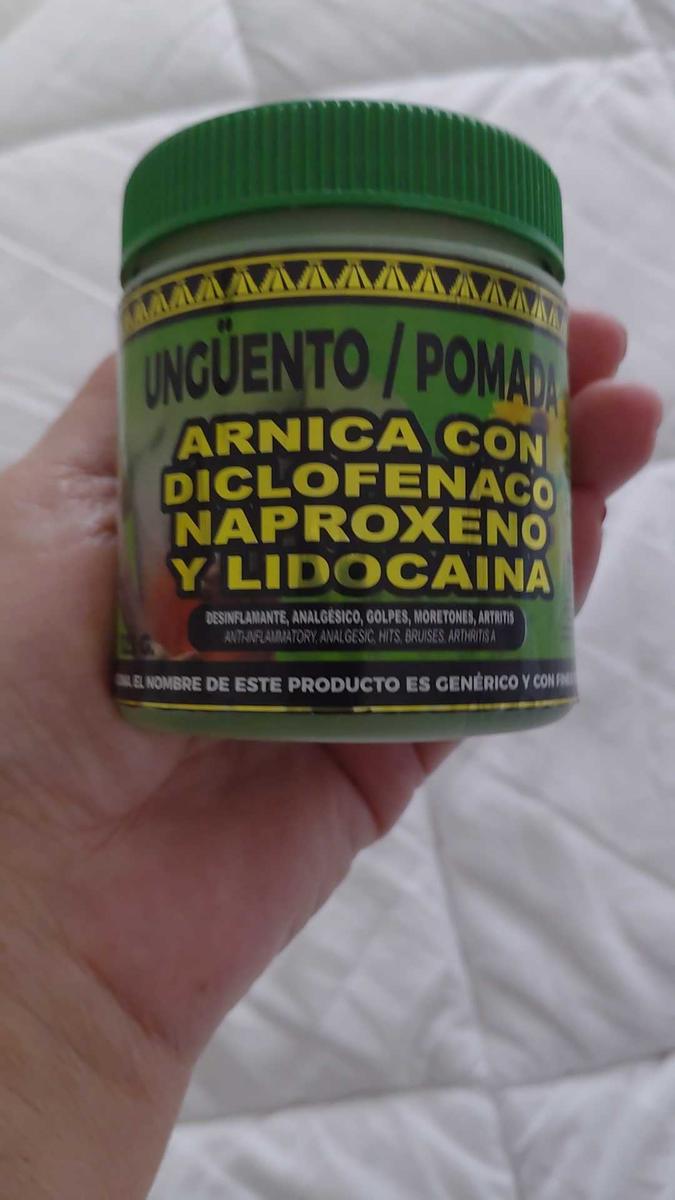 UNGÜENTO / POMADA
ARNICA CON
DICLOFENACO
NAPROXENO
Y LIDOCAINA
DESINFLAMANTE, ANALGÉSICO, GOLPES, MORETONES, ARTRITIS
ANTI-INFLAMMATORY, ANALGESIC, HITS, BRUISES, ARTHRITIS A
G.
EL NOMBRE DE ESTE PRODUCTO ES GENÉRICO Y CON